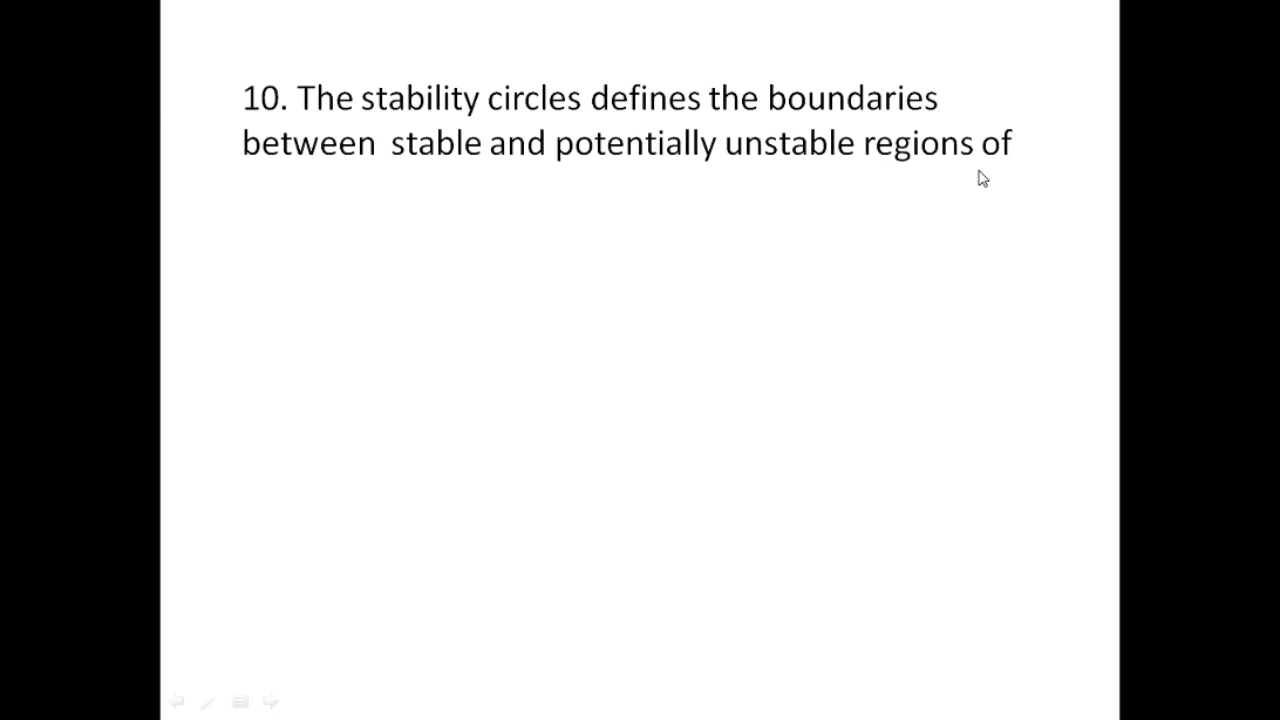 10. The stability circles defines the boundaries
between  stable and potentially unstable regions of